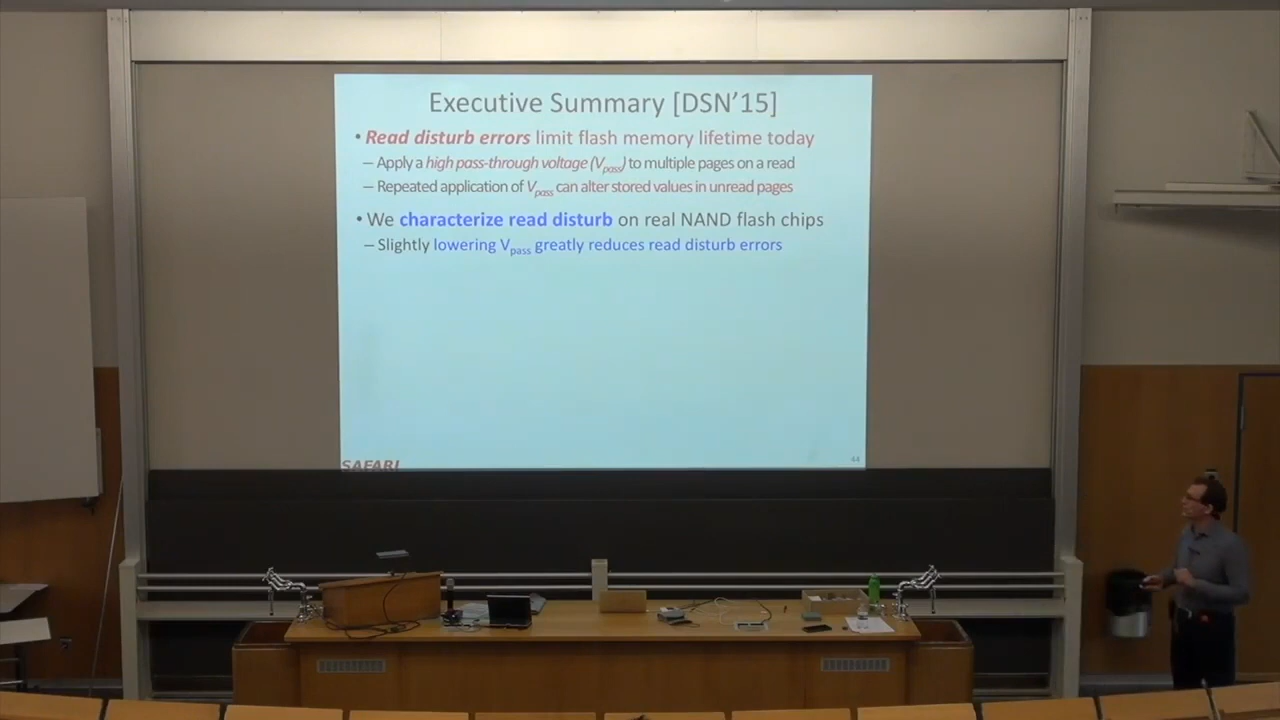 Executive Summary [DSN'15]
• Read disturb errors limit flash memory lifetime today
– Apply a high pass-through voltage (Vpass) to multiple pages on a read
– Repeated application of Vpass can alter stored values in unread pages
• We characterize read disturb on real NAND flash chips
– Slightly lowering Vpass greatly reduces read disturb errors
SAFARI
44